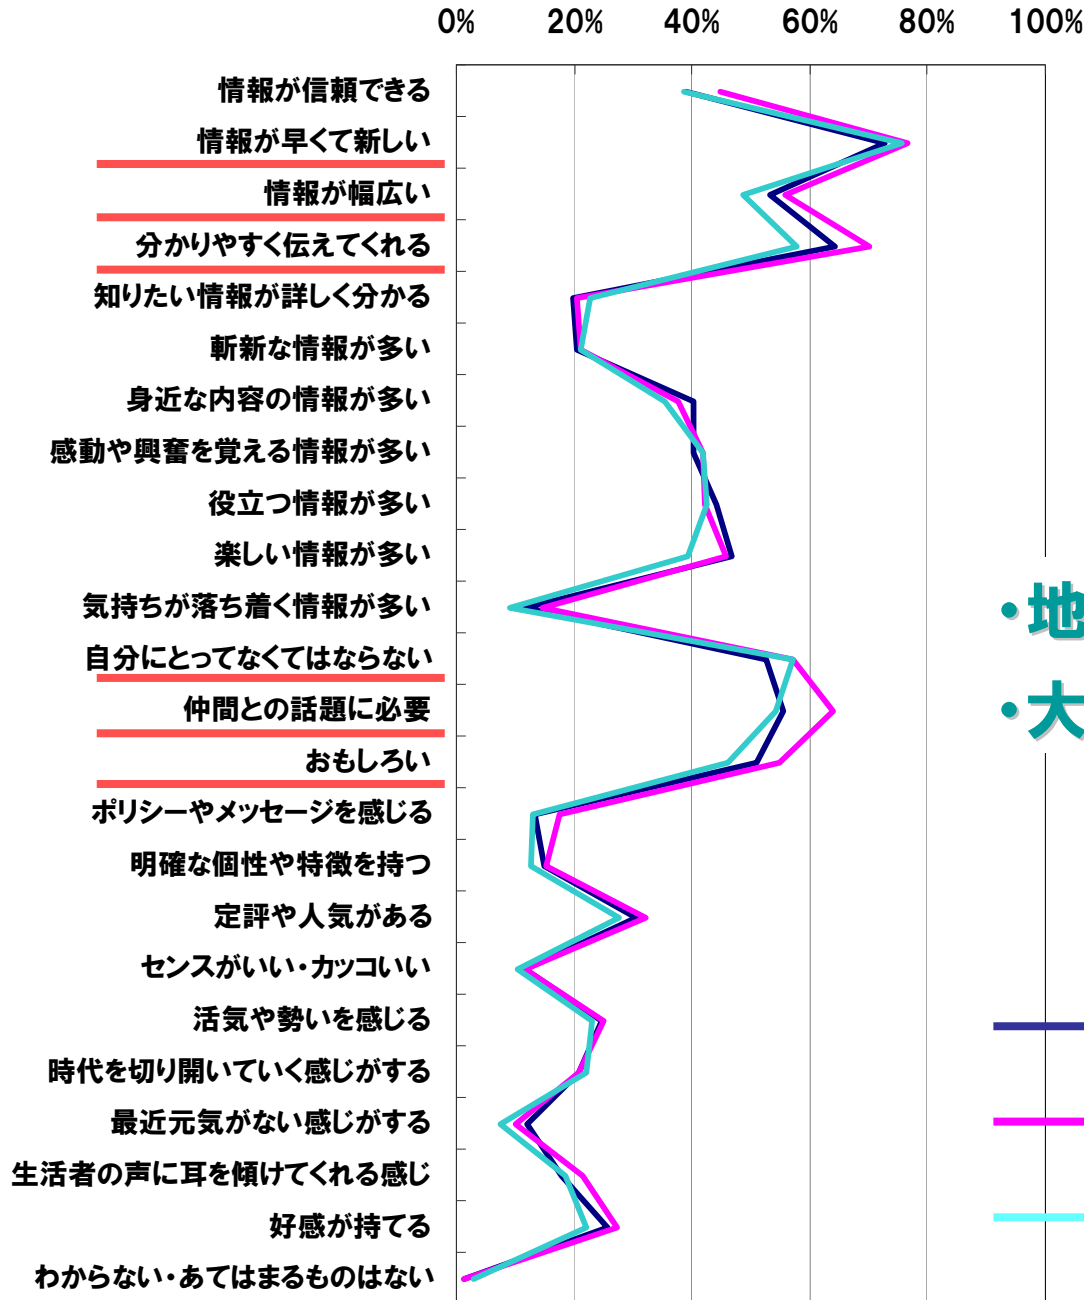 0% 20% 40% 60% 80% 100%
情報が信頼できる
情報が早くて新しい
情報が幅広い
分かりやすく伝えてくれる
知りたい情報が詳しく分かる
斬新な情報が多い
身近な内容の情報が多い
感動や興奮を覚える情報が多い
役立つ情報が多い
楽しい情報が多い
気持ちが落ち着く情報が多い
自分にとってなくてはならない
仲間との話題に必要
おもしろい
ポリシーやメッセージを感じる
明確な個性や特徴を持つ
定評や人気がある
センスがいい・カッコいい
活気や勢いを感じる
時代を切り開いていく感じがする
最近元気がない感じがする
生活者の声に耳を傾けてくれる感じ
好感が持てる
わからない・あてはまるものはない
・地
・大